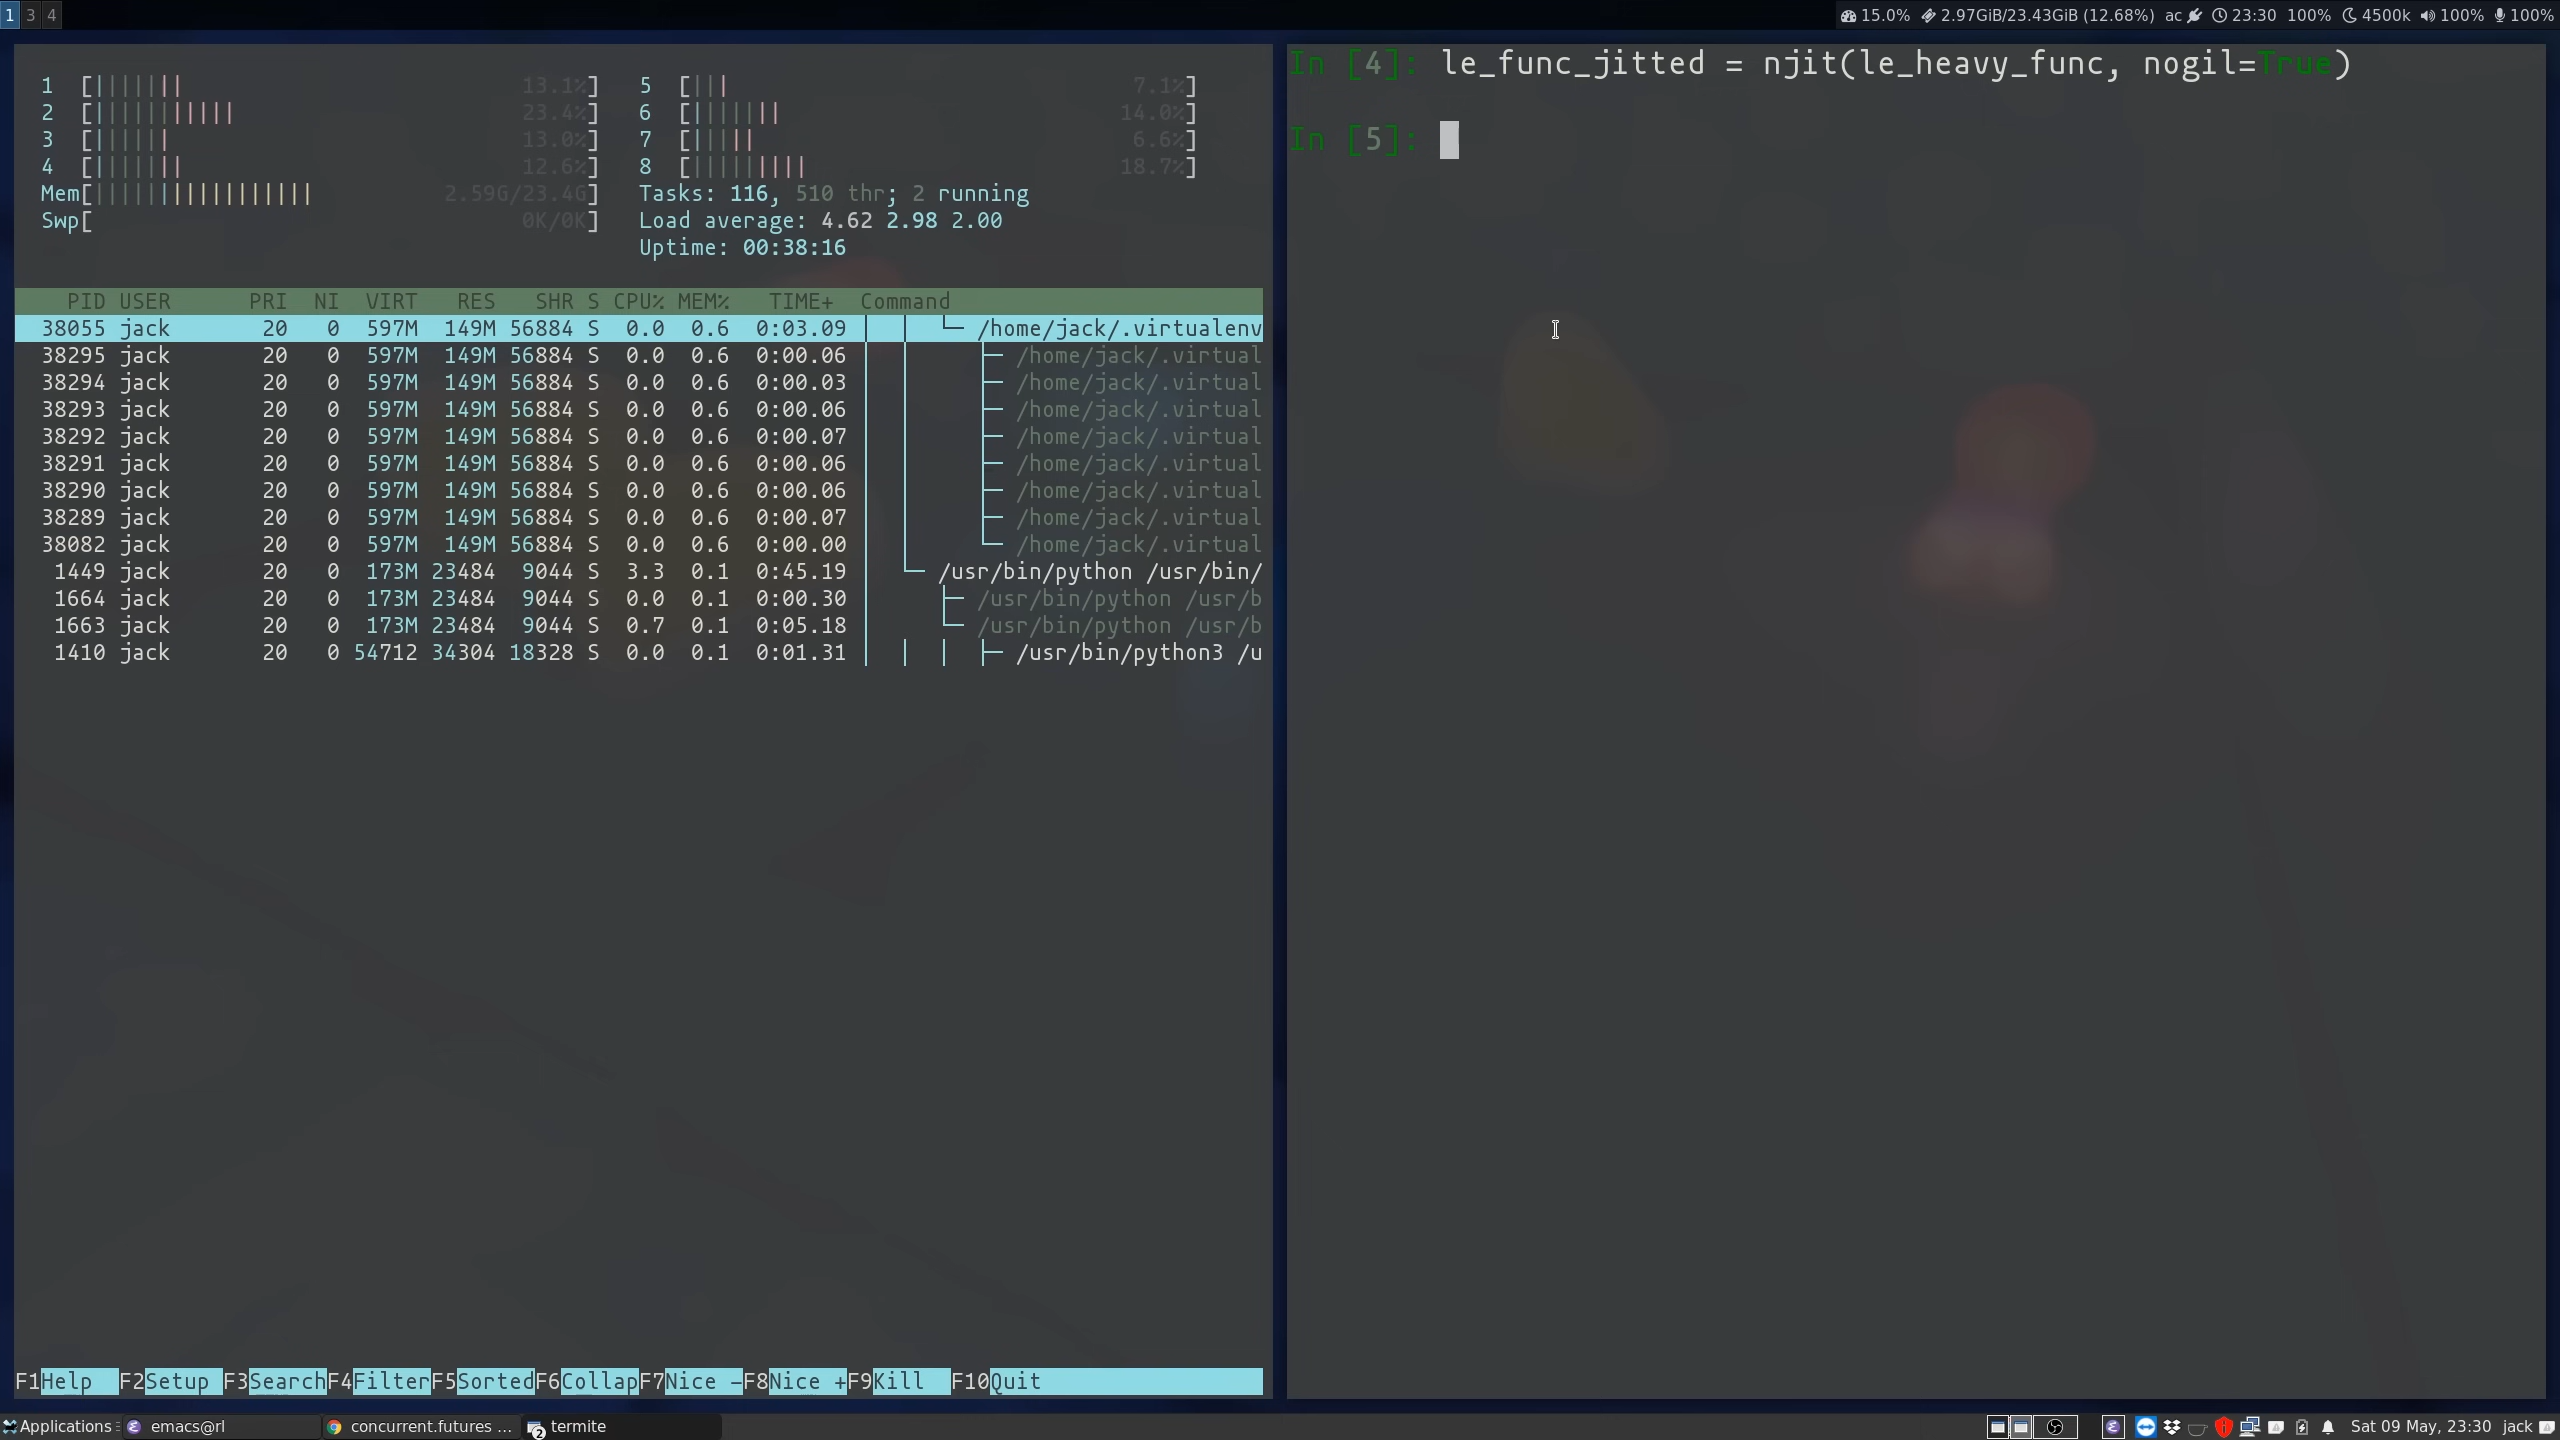 1 3 4
15.0% 2.97GiB/23.43GiB (12.68%) ac 23:30 100% 4500k 100% 100%
1 [||||||| 13.1%] 5 [||| 7.1%]
2 [||||||||||| 23.4%] 6 [||||||| 14.0%]
3 [|||||| 13.0%] 7 [||||| 6.6%]
4 [||||||| 12.6%] 8 [||||||||| 18.7%]
Mem[||||||||||||||||| 2.59G/23.4G] Tasks: 116, 510 thr; 2 running
Swp[ 0K/0K] Load average: 4.62 2.98 2.00
Uptime: 00:38:16
PID USER PRI NI VIRT RES SHR S CPU% MEM% TIME+ Command
38055 jack 20 0 597M 149M 56884 S 0.0 0.6 0:03.09 │ │ └─ /home/jack/.virtualenv
38295 jack 20 0 597M 149M 56884 S 0.0 0.6 0:00.06 │ │ ├─ /home/jack/.virtual
38294 jack 20 0 597M 149M 56884 S 0.0 0.6 0:00.03 │ │ ├─ /home/jack/.virtual
38293 jack 20 0 597M 149M 56884 S 0.0 0.6 0:00.06 │ │ ├─ /home/jack/.virtual
38292 jack 20 0 597M 149M 56884 S 0.0 0.6 0:00.07 │ │ ├─ /home/jack/.virtual
38291 jack 20 0 597M 149M 56884 S 0.0 0.6 0:00.06 │ │ ├─ /home/jack/.virtual
38290 jack 20 0 597M 149M 56884 S 0.0 0.6 0:00.06 │ │ ├─ /home/jack/.virtual
38289 jack 20 0 597M 149M 56884 S 0.0 0.6 0:00.07 │ │ ├─ /home/jack/.virtual
38082 jack 20 0 597M 149M 56884 S 0.0 0.6 0:00.00 │ │ └─ /home/jack/.virtual
1449 jack 20 0 173M 23484 9044 S 3.3 0.1 0:45.19 │ └─ /usr/bin/python /usr/bin/
1664 jack 20 0 173M 23484 9044 S 0.0 0.1 0:00.30 │ ├─ /usr/bin/python /usr/b
1663 jack 20 0 173M 23484 9044 S 0.7 0.1 0:05.18 │ └─ /usr/bin/python /usr/b
1410 jack 20 0 54712 34304 18328 S 0.0 0.1 0:01.31 │ │ │ ├─ /usr/bin/python3 /u
F1Help F2Setup F3SearchF4FilterF5SortedF6CollapF7Nice -F8Nice +F9Kill F10Quit
In [4]: le_func_jitted = njit(le_heavy_func, nogil=True)
In [5]:
Applications emacs@rl concurrent.futures ... 2 termite Sat 09 May, 23:30 jack